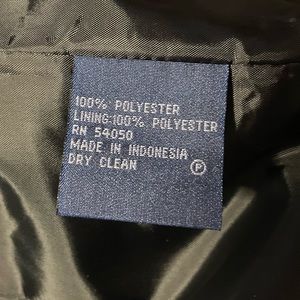 100% POLYESTER
LINING:100% POLYESTER
RN 54050
MADE IN INDONESIA
DRY CLEAN Ⓟ